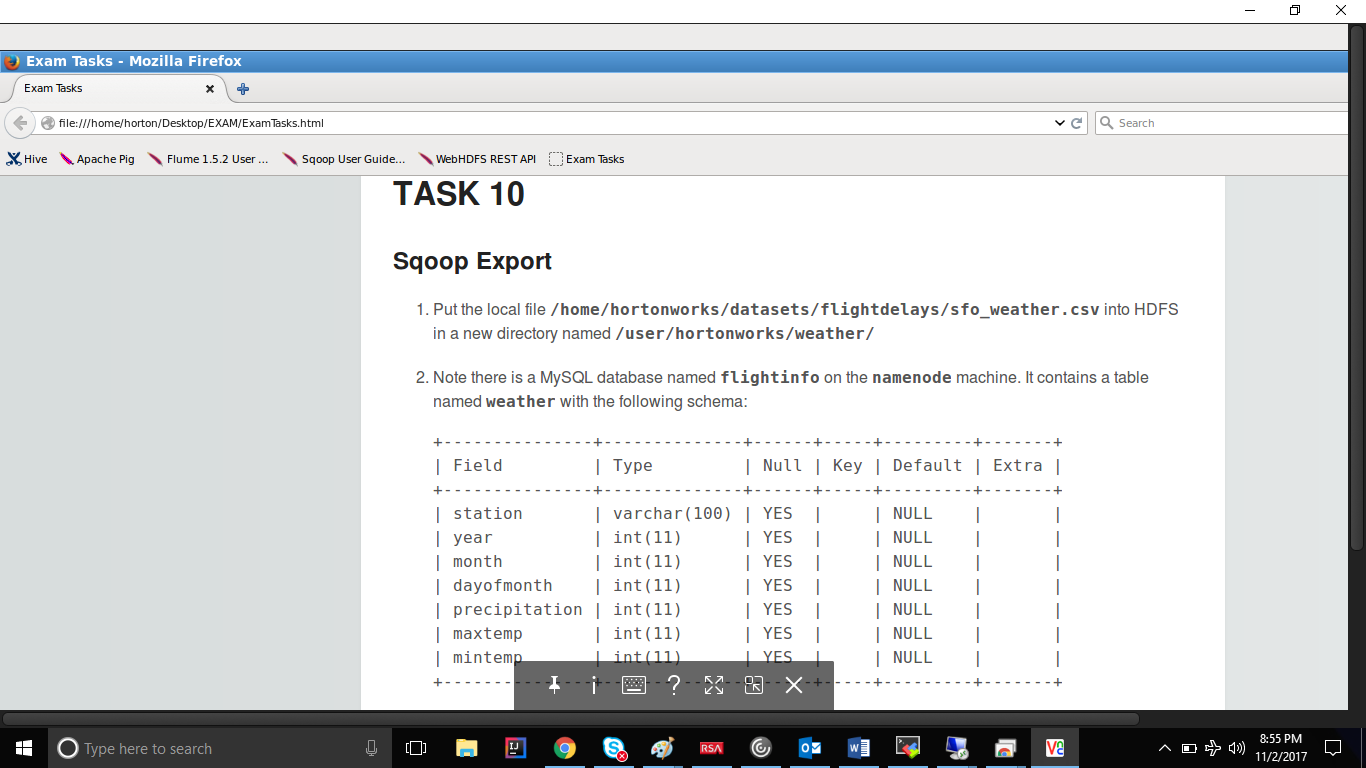 Exam Tasks - Mozilla Firefox
Exam Tasks
file:///home/horton/Desktop/EXAM/ExamTasks.html
Search
Hive Apache Pig Flume 1.5.2 User ... Sqoop User Guide... WebHDFS REST API Exam Tasks
TASK 10
Sqoop Export
1. Put the local file /home/hortonworks/datasets/flightdelays/sfo_weather.csv into HDFS
in a new directory named /user/hortonworks/weather/
2. Note there is a MySQL database named flightinfo on the namenode machine. It contains a table
named weather with the following schema:
+---------------+--------------+------+-----+---------+-------+
| Field         | Type         | Null | Key | Default | Extra |
+---------------+--------------+------+-----+---------+-------+
| station       | varchar(100) | YES  |     | NULL    |       |
| year          | int(11)      | YES  |     | NULL    |       |
| month         | int(11)      | YES  |     | NULL    |       |
| dayofmonth    | int(11)      | YES  |     | NULL    |       |
| precipitation | int(11)      | YES  |     | NULL    |       |
| maxtemp       | int(11)      | YES  |     | NULL    |       |
| mintemp       | int(11)      | YES  |     | NULL    |       |
+---------------+--------------+------+-----+---------+-------+
i ?
Type here to search
IJ
RSA
8:55 PM
11/2/2017